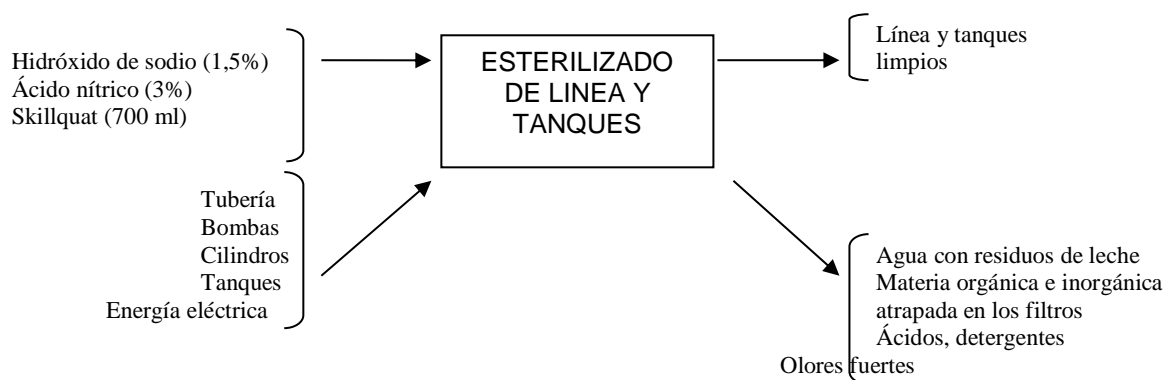 Hidróxido de sodio (1,5%)
Ácido nítrico (3%)
Skillquat (700 ml)
Tubería
Bombas
Cilindros
Tanques
Energía eléctrica
ESTERILIZADO
DE LINEA Y
TANQUES
Línea y tanques
limpios
Agua con residuos de leche
Materia orgánica e inorgánica
atrapada en los filtros
Ácidos, detergentes
Olores fuertes